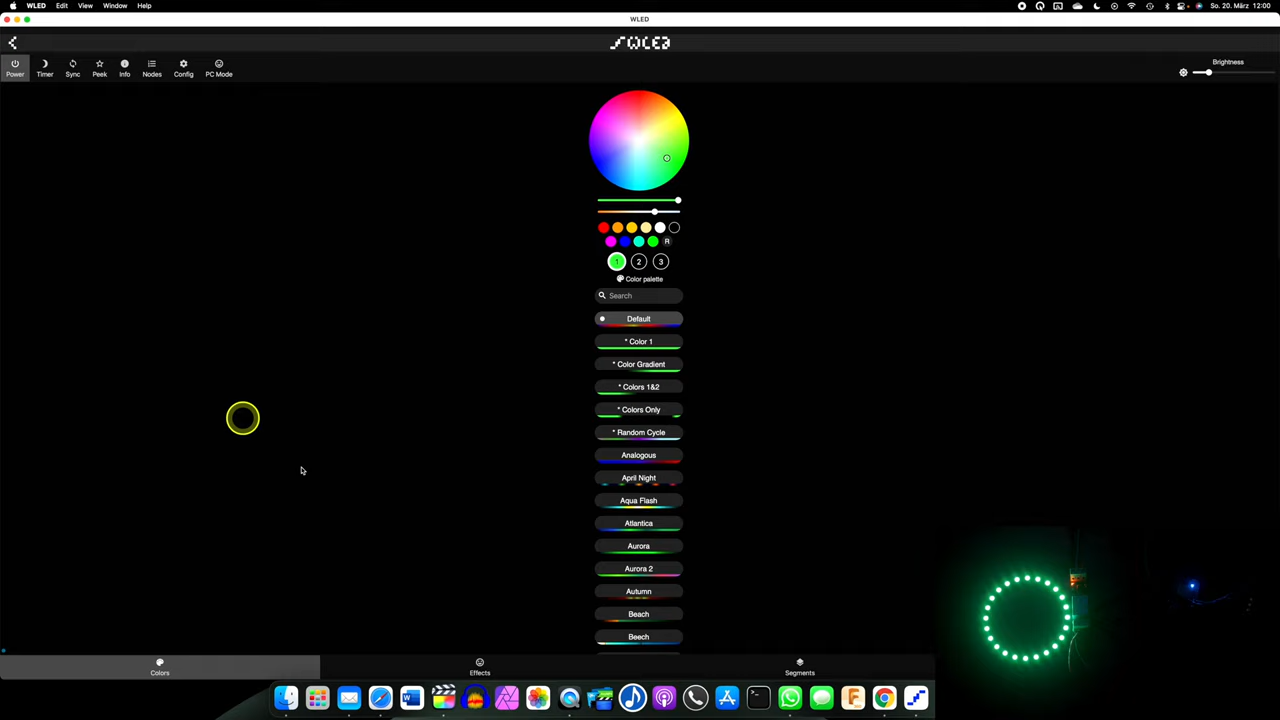 WLED Edit View Window Help
So. 20. März 12:00
WLED
WLED
Power Timer Sync Peek Info Nodes Config PC Mode
Brightness
R
1 2 3
Color palette
Search
Default
* Color 1
* Color Gradient
* Colors 1&2
* Colors Only
* Random Cycle
Analogous
April Night
Aqua Flash
Atlantica
Aurora
Aurora 2
Autumn
Beach
Beech
Colors Effects Segments